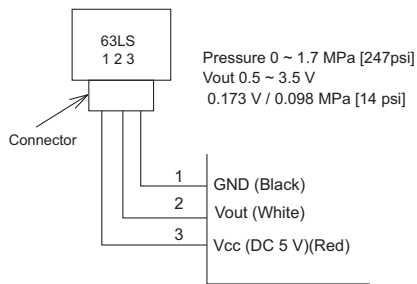 63LS
1 2 3
Pressure 0 ~ 1.7 MPa [247psi]
Vout 0.5 ~ 3.5 V
0.173 V / 0.098 MPa [14 psi]
Connector
1 GND (Black)
2 Vout (White)
3 Vcc (DC 5 V)(Red)